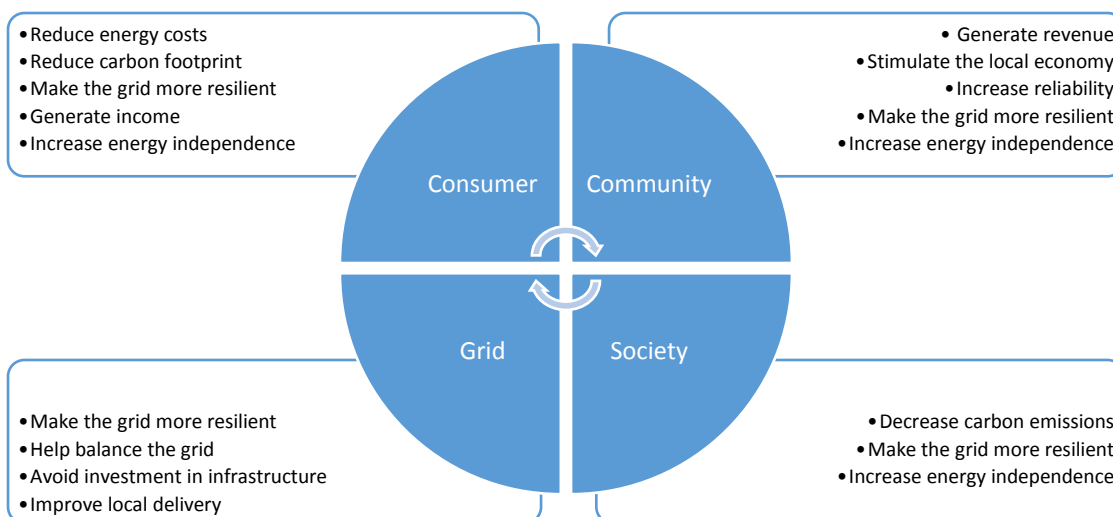 •Reduce energy costs
•Reduce carbon footprint
•Make the grid more resilient
•Generate income
•Increase energy independence
• Generate revenue
•Stimulate the local economy
•Increase reliability
•Make the grid more resilient
•Increase energy independence
Consumer
Community
Grid
Society
•Make the grid more resilient
•Help balance the grid
•Avoid investment in infrastructure
•Improve local delivery
•Decrease carbon emissions
•Make the grid more resilient
•Increase energy independence